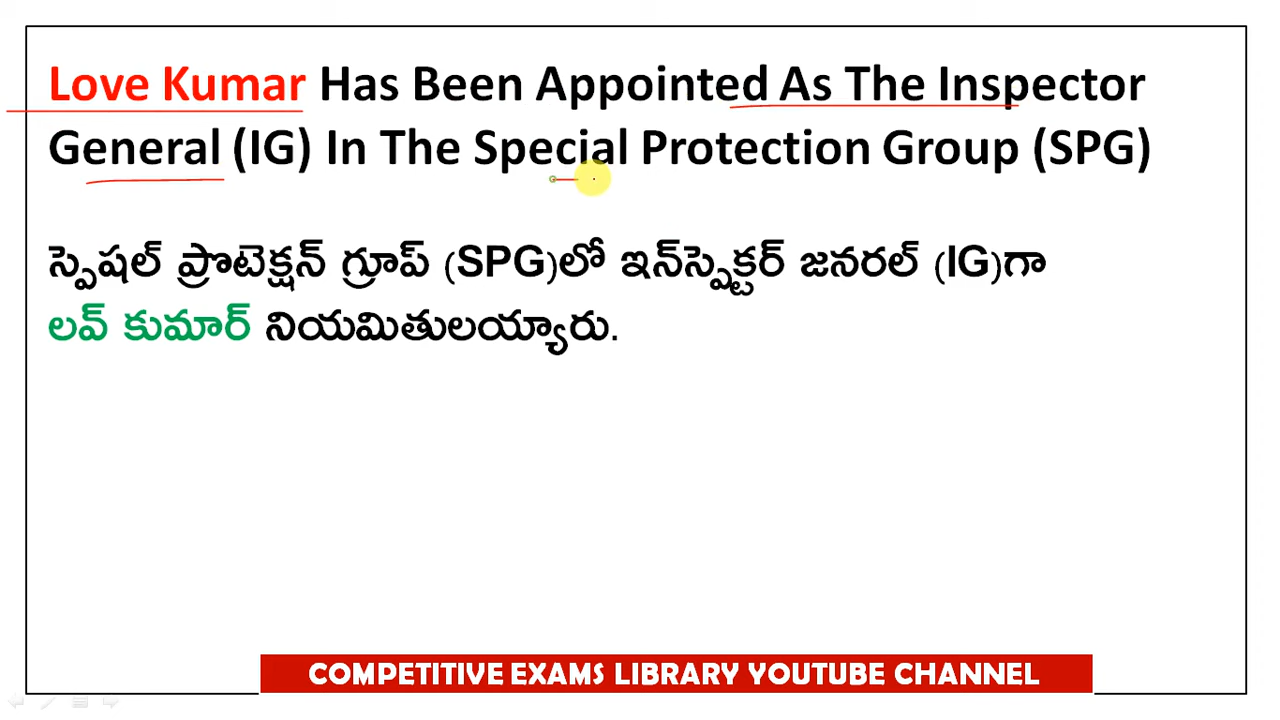 Love Kumar Has Been Appointed As The Inspector
General (IG) In The Special Protection Group (SPG)
స్పెషల్ ప్రొటెక్షన్ గ్రూప్ (SPG)లో ఇన్‌స్పెక్టర్ జనరల్ (IG)గా
లవ్ కుమార్ నియమితులయ్యారు.
COMPETITIVE EXAMS LIBRARY YOUTUBE CHANNEL